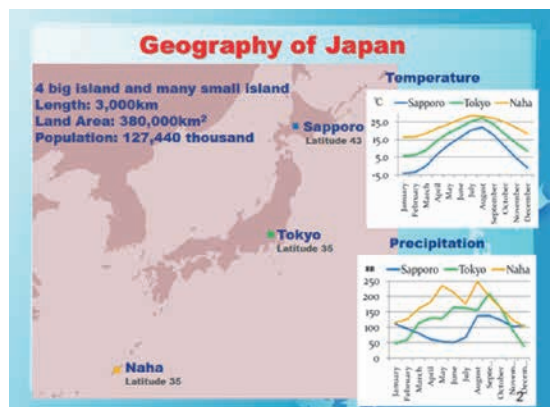 Geography of Japan
4 big island and many small island
Length: 3,000km
Land Area: 380,000km²
Population: 127,440 thousand
Sapporo
Latitude 43
Tokyo
Latitude 35
Naha
Latitude 35
Temperature
℃ Sapporo Tokyo Naha
25.0
15.0
5.0
-5.0
January
February
March
April
May
June
July
August
September
October
November
December
Precipitation
Sapporo Tokyo Naha
250
200
150
100
50
0
January
February
March
April
May
June
July
August
Septe...
October
Novem...
Decem...
2